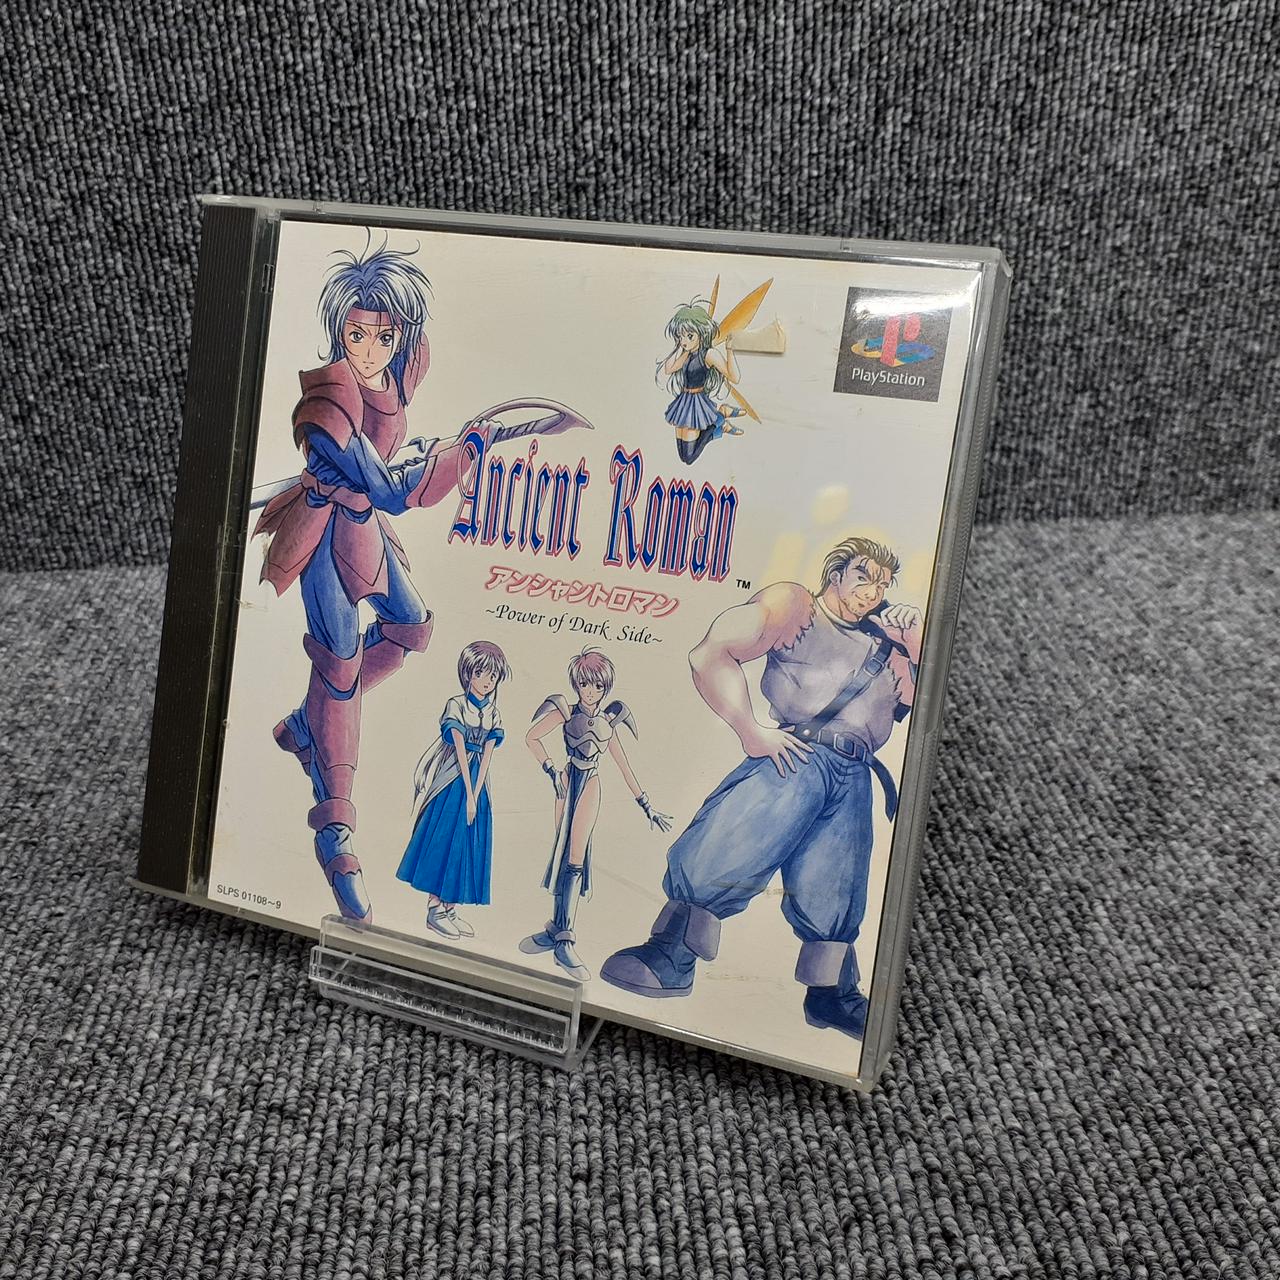 PlayStation
Ancient Roman
TM
アンシャントロマン
~Power of Dark Side~
SLPS 01108~9